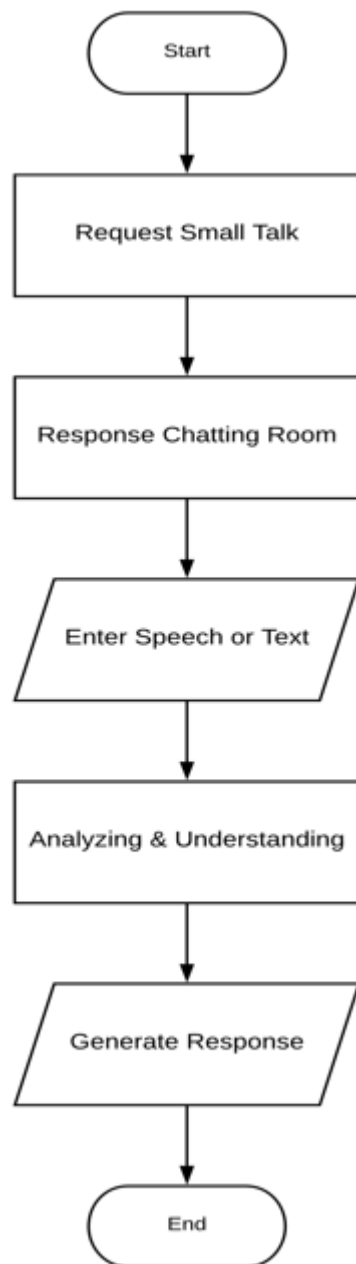 Start
Request Small Talk
Response Chatting Room
Enter Speech or Text
Analyzing & Understanding
Generate Response
End